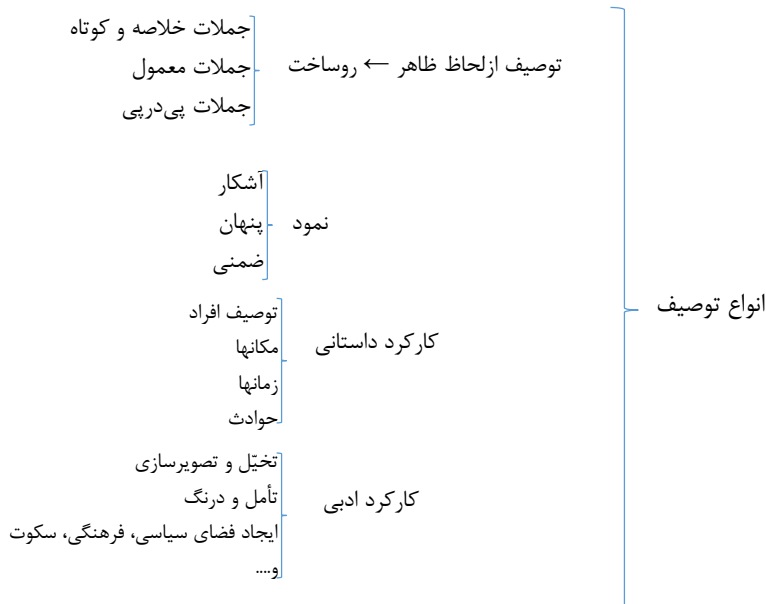 انواع توصیف
توصیف ازلحاظ ظاهر ← روساخت
جملات خلاصه و کوتاه
جملات معمول
جملات پی‌درپی
نمود
آشکار
پنهان
ضمنی
کارکرد داستانی
توصیف افراد
مکانها
زمانها
حوادث
کارکرد ادبی
تخیّل و تصویرسازی
تأمل و درنگ
ایجاد فضای سیاسی، فرهنگی، سکوت
و....